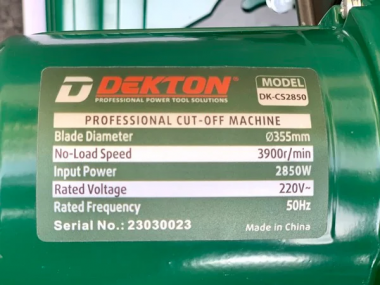 DEKTON®
PROFESSIONAL POWER TOOL SOLUTIONS
MODEL
DK-CS2850
PROFESSIONAL CUT-OFF MACHINE
Blade Diameter Ø355mm
No-Load Speed 3900r/min
Input Power 2850W
Rated Voltage 220V~
Rated Frequency 50Hz
Serial No.: 23030023 Made in China